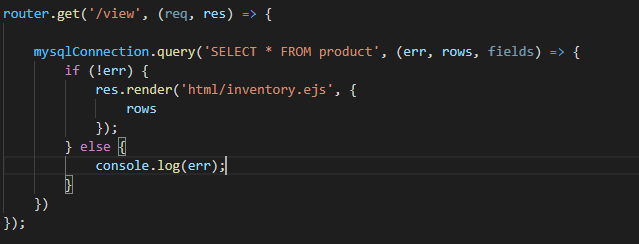 router.get('/view', (req, res) => {
mysqlConnection.query('SELECT * FROM product', (err, rows, fields) => {
if (!err) {
res.render('html/inventory.ejs', {
rows
});
} else {
console.log(err);
}
})
});